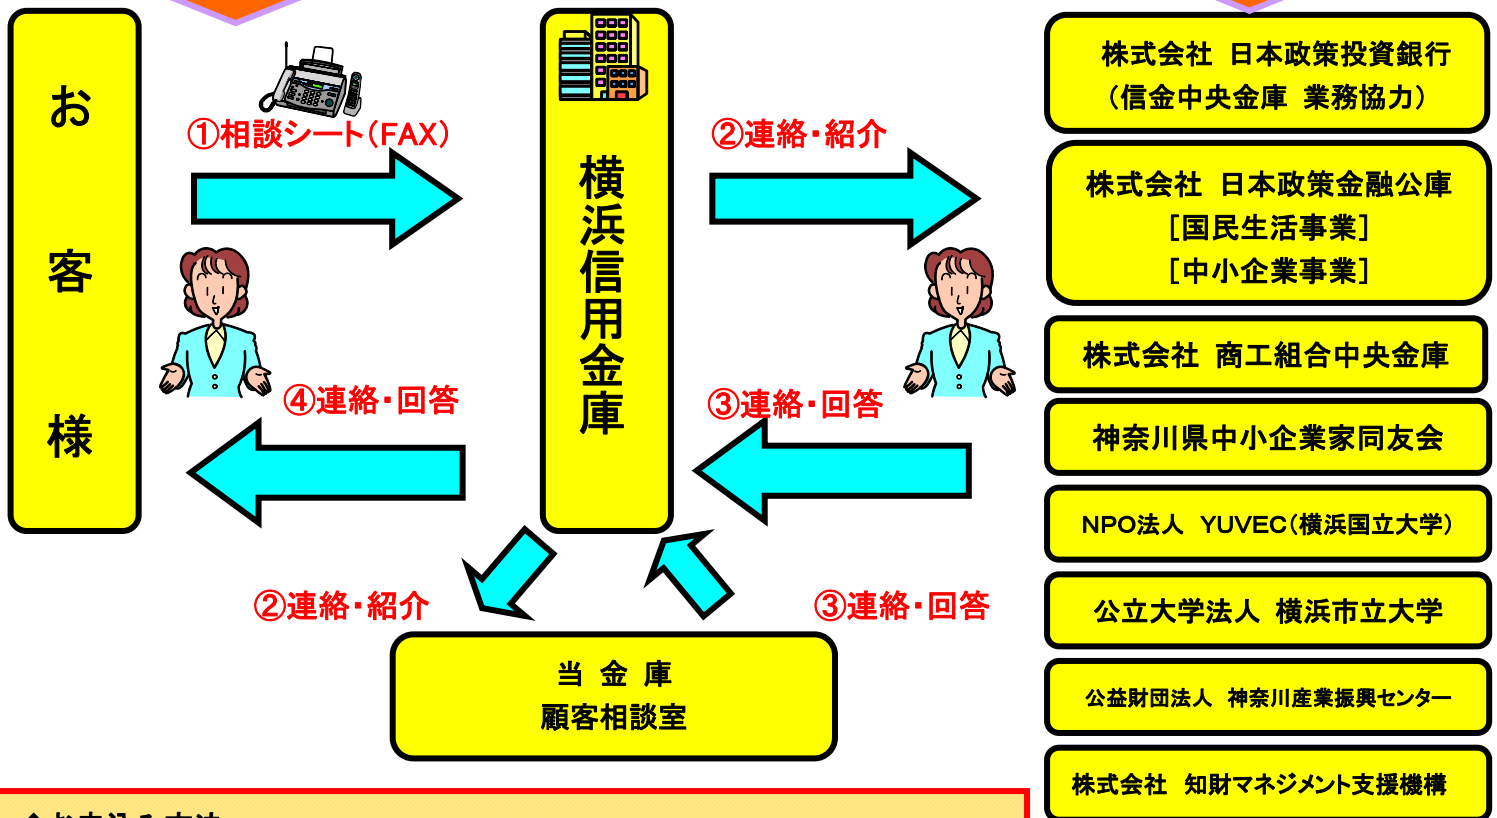 お客様
①相談シート(FAX)
横浜信用金庫
②連絡・紹介
④連絡・回答
③連絡・回答
②連絡・紹介
③連絡・回答
当金庫
顧客相談室
株式会社 日本政策投資銀行
(信金中央金庫 業務協力)
株式会社 日本政策金融公庫
[国民生活事業]
[中小企業事業]
株式会社 商工組合中央金庫
神奈川県中小企業家同友会
NPO法人 YUVEC(横浜国立大学)
公立大学法人 横浜市立大学
公益財団法人 神奈川産業振興センター
株式会社 知財マネジメント支援機構